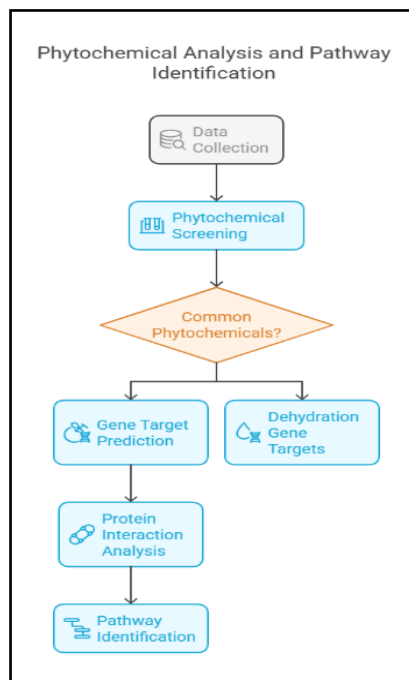 Phytochemical Analysis and Pathway
Identification
Data
Collection
Phytochemical
Screening
Common
Phytochemicals?
Gene Target
Prediction
Dehydration
Gene
Targets
Protein
Interaction
Analysis
Pathway
Identification